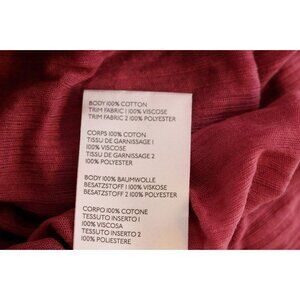 BODY 100% COTTON
TRIM FABRIC 1 100% VISCOSE
TRIM FABRIC 2 100% POLYESTER
CORPS 100% COTON
TISSU DE GARNISSAGE 1
100% VISCOSE
TISSU DE GARNISSAGE 2
100% POLYESTER
BODY 100% BAUMWOLLE
BESATZSTOFF 1 100% VISKOSE
BESATZSTOFF 2 100% POLYESTER
CORPO 100% COTONE
TESSUTO INSERTO 1
100% VISCOSA
TESSUTO INSERTO 2
100% POLIESTERE